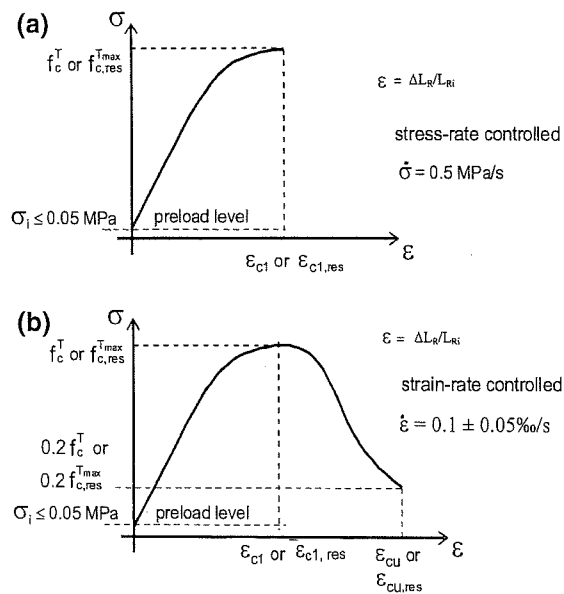 (a)
σ
f_c^T or f_{c,res}^{Tmax}
ε = ΔL_R/L_Ri
stress-rate controlled
σ̇ = 0.5 MPa/s
σ_i ≤ 0.05 MPa
preload level
ε_c1 or ε_c1,res
ε
(b)
σ
f_c^T or f_{c,res}^{Tmax}
ε = ΔL_R/L_Ri
strain-rate controlled
ε̇ = 0.1 ± 0.05‰/s
0.2 f_c^T or
0.2 f_{c,res}^{Tmax}
σ_i ≤ 0.05 MPa
preload level
ε_c1 or ε_c1, res
ε_cu or
ε_cu,res
ε